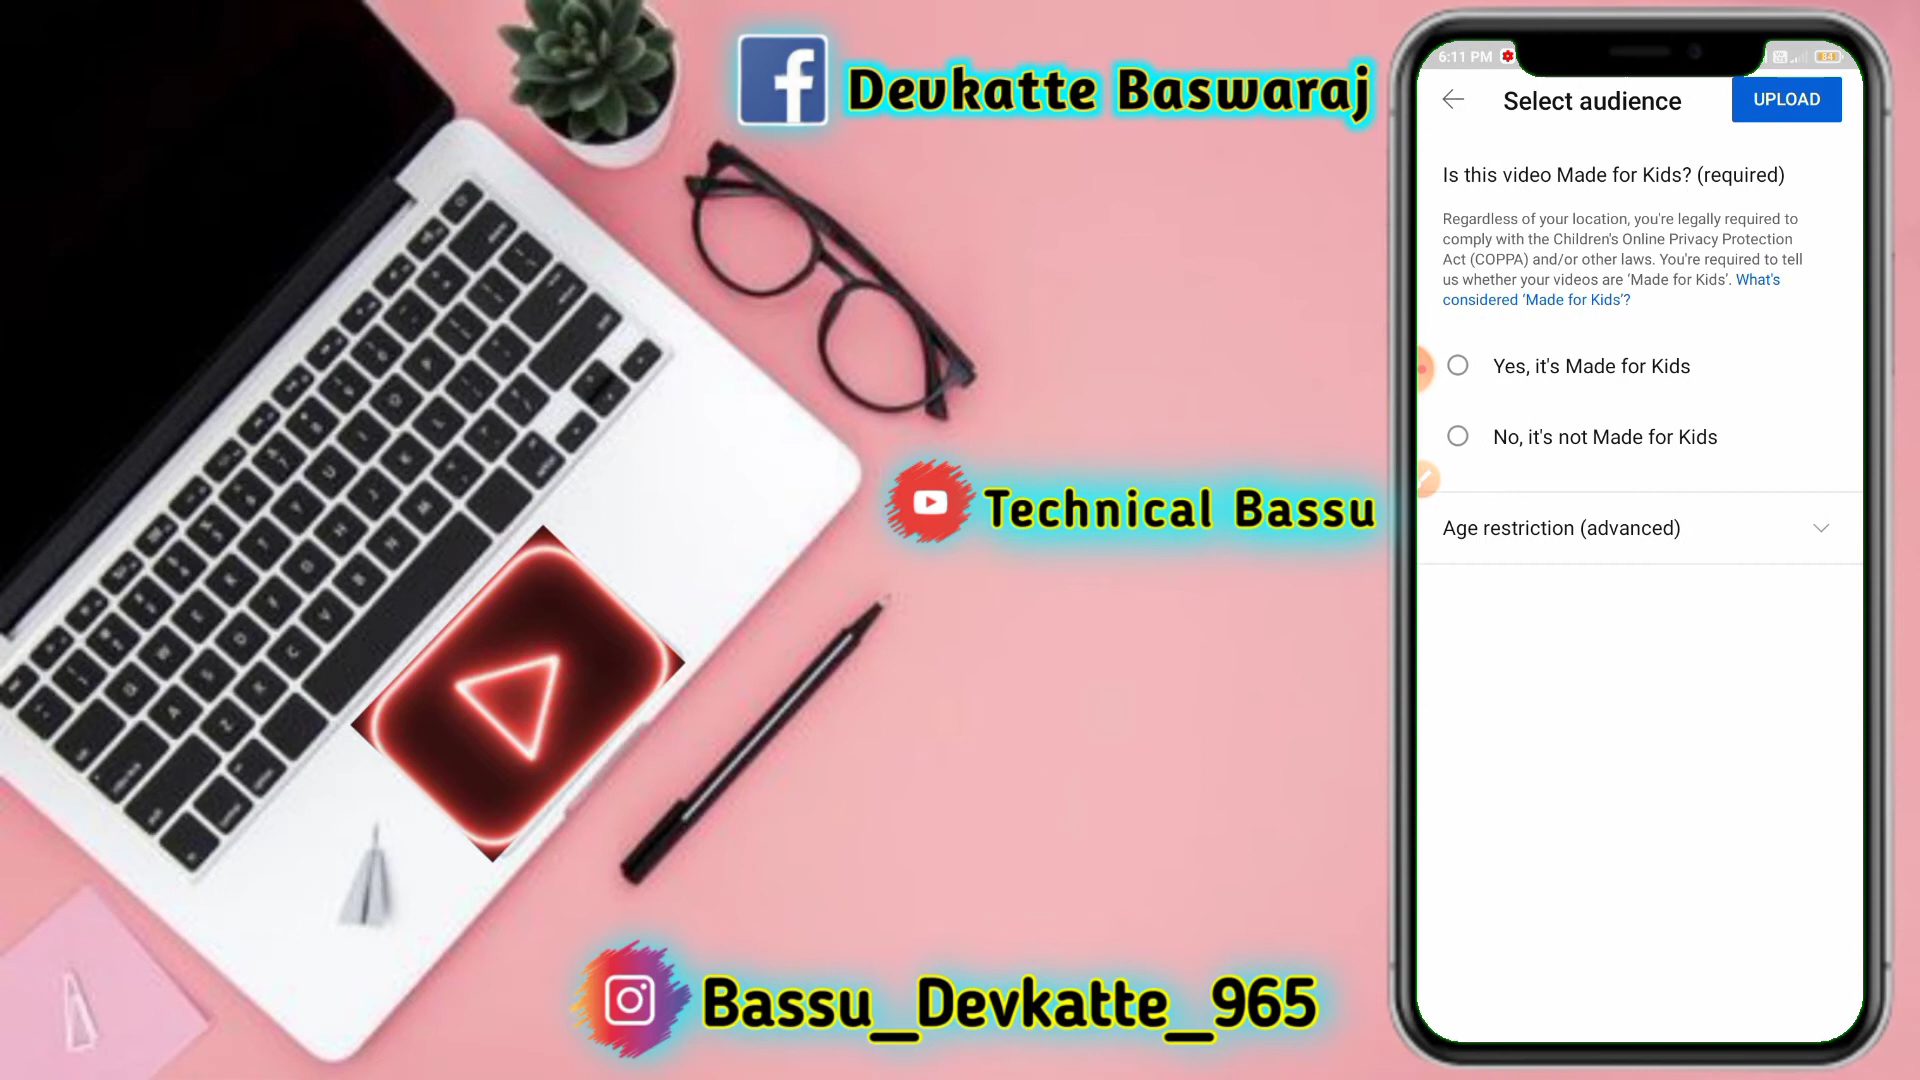 Devkatte Baswaraj
Technical Bassu
Bassu_Devkatte_965
6:11 PM
84
Select audience
UPLOAD
Is this video Made for Kids? (required)
Regardless of your location, you're legally required to
comply with the Children's Online Privacy Protection
Act (COPPA) and/or other laws. You're required to tell
us whether your videos are ‘Made for Kids’. What's
considered ‘Made for Kids’?
Yes, it's Made for Kids
No, it's not Made for Kids
Age restriction (advanced)